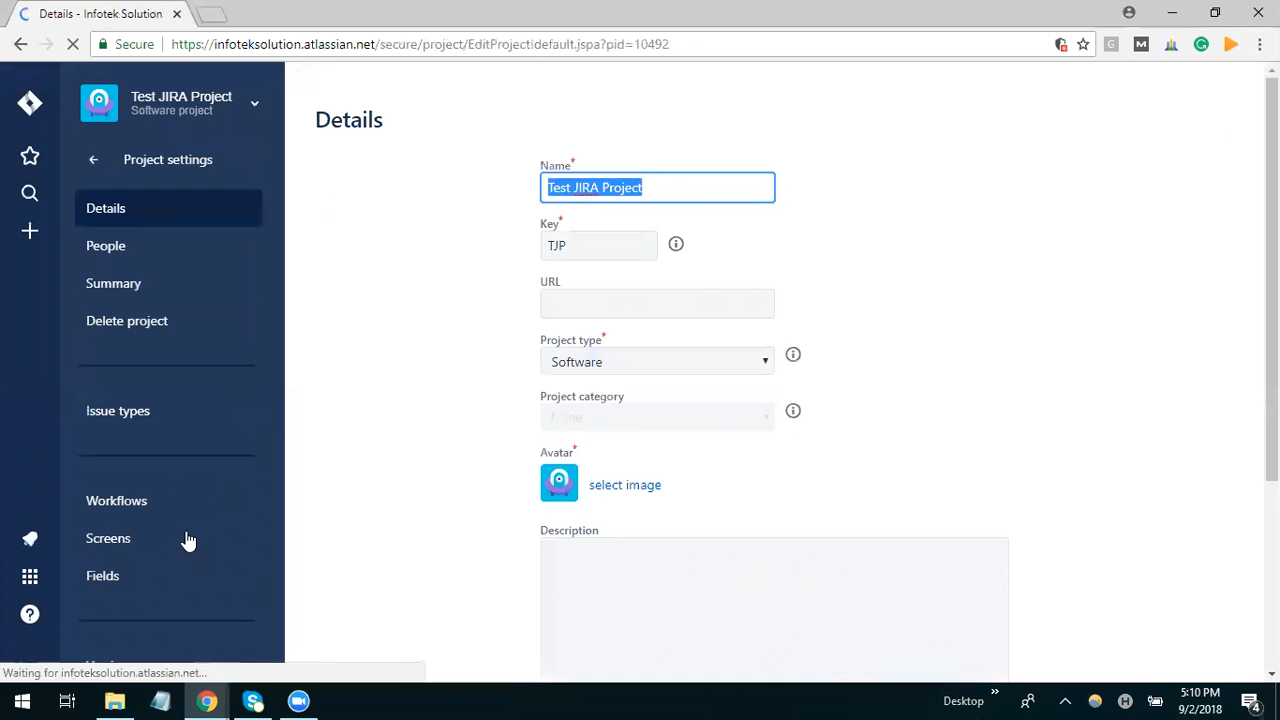 Details - Infotek Solution
Secure https://infoteksolution.atlassian.net/secure/project/EditProject!default.jspa?pid=10492
Test JIRA Project
Software project
Project settings
Details
People
Summary
Delete project
Issue types
Workflows
Screens
Fields
Details
Name*
Test JIRA Project
Key*
TJP
URL
Project type*
Software
Project category
None
Avatar*
select image
Description
Waiting for infoteksolution.atlassian.net...
Desktop
5:10 PM
9/2/2018
4